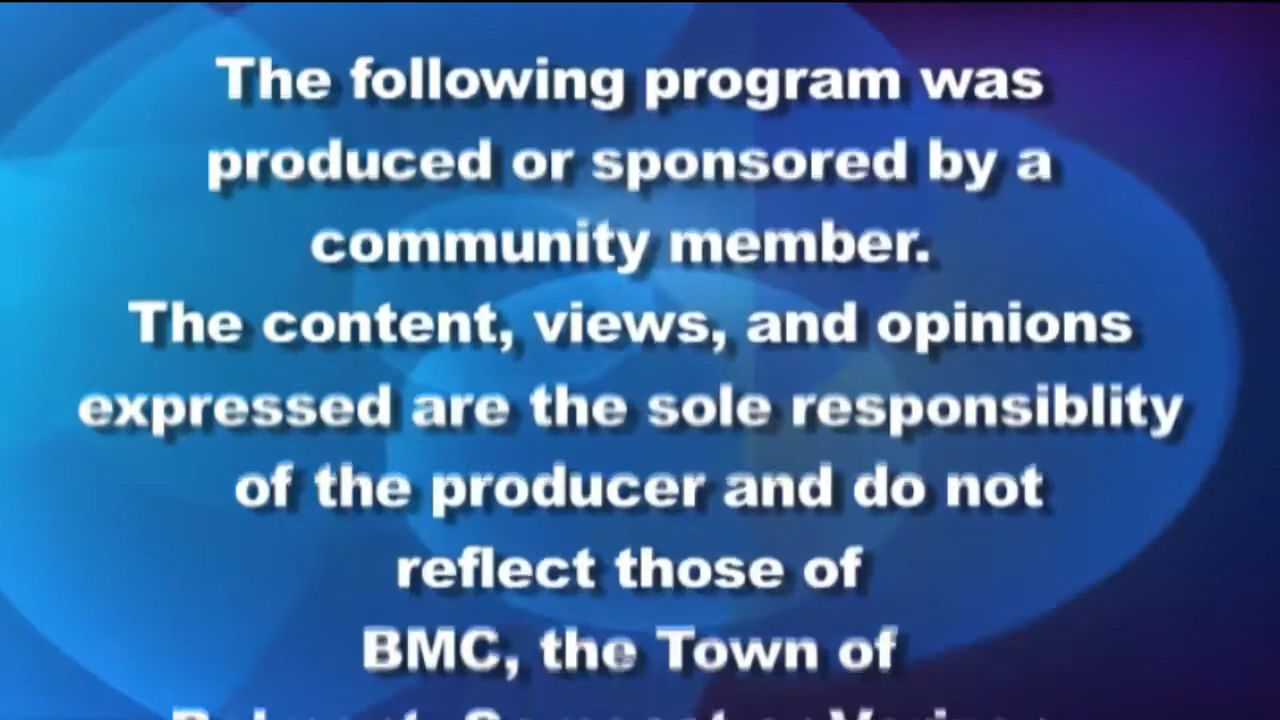 The following program was
produced or sponsored by a
community member.
The content, views, and opinions
expressed are the sole responsiblity
of the producer and do not
reflect those of
BMC, the Town of